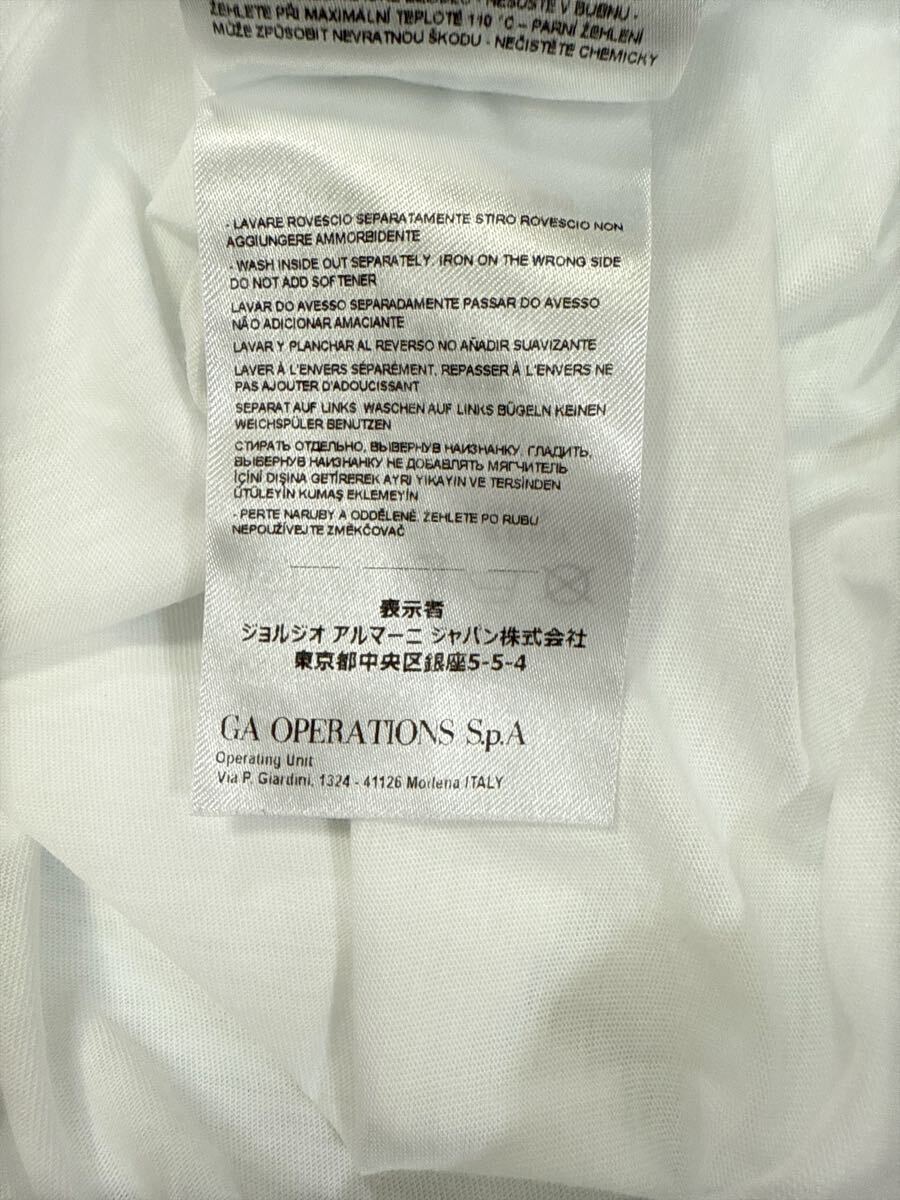 NESUŠTE V BUBNU -
ŽEHLETE PŘI MAXIMÁLNÍ TEPLOTĚ 110 °C - PARNÍ ŽEHLENÍ
MŮŽE ZPŮSOBIT NEVRATNOU ŠKODU - NEČISTĚTE CHEMICKY
- LAVARE ROVESCIO SEPARATAMENTE STIRO ROVESCIO NON
AGGIUNGERE AMMORBIDENTE
- WASH INSIDE OUT SEPARATELY. IRON ON THE WRONG SIDE
DO NOT ADD SOFTENER
LAVAR DO AVESSO SEPARADAMENTE PASSAR DO AVESSO
NÃO ADICIONAR AMACIANTE
LAVAR Y PLANCHAR AL REVERSO NO AÑADIR SUAVIZANTE
LAVER À L'ENVERS SÉPARÉMENT. REPASSER À L'ENVERS NE
PAS AJOUTER D'ADOUCISSANT
SEPARAT AUF LINKS WASCHEN AUF LINKS BÜGELN KEINEN
WEICHSPÜLER BENUTZEN
СТИРАТЬ ОТДЕЛЬНО, ВЫВЕРНУВ НАИЗНАНКУ. ГЛАДИТЬ,
ВЫВЕРНУВ НАИЗНАНКУ НЕ ДОБАВЛЯТЬ МЯГЧИТЕЛЬ
İÇİNİ DIŞINA GETİREREK AYRI YIKAYIN VE TERSİNDEN
ÜTÜLEYİN KUMAŞ EKLEMEYİN
- PERTE NARUBY A ODDĚLENĚ. ŽEHLETE PO RUBU
NEPOUŽÍVEJTE ZMĚKČOVAČ
表示者
ジョルジオ アルマーニ ジャパン株式会社
東京都中央区銀座5-5-4
GA OPERATIONS S.p.A
Operating Unit
Via P. Giardini, 1324 - 41126 Modena ITALY